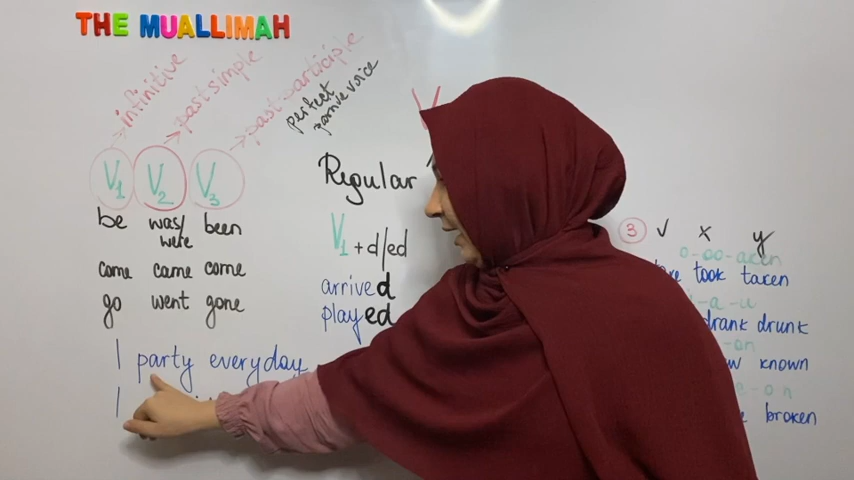 THE MUALLIMAH
infinitive
past simple
past participle
perfect
passive voice
V1 V2 V3
be was/were been
come came come
go went gone
I party everyday
I
Regular
V1 + d/ed
arrived
played
3 V x y
o-oo-aken
took taken
i-a-u
drank drunk
known
broken